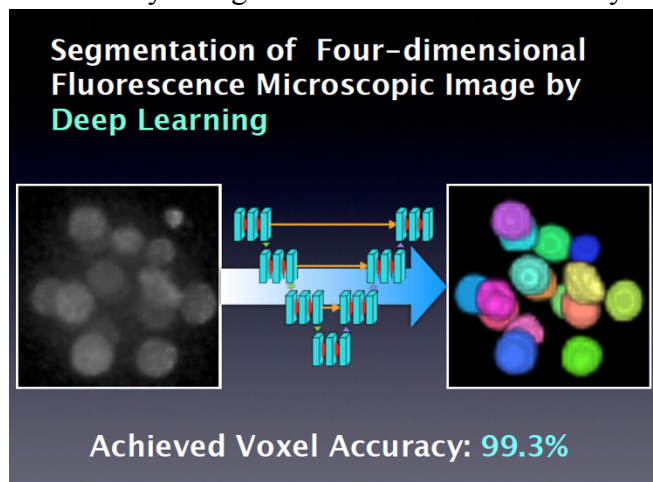 Segmentation of Four-dimensional
Fluorescence Microscopic Image by
Deep Learning
Achieved Voxel Accuracy: 99.3%